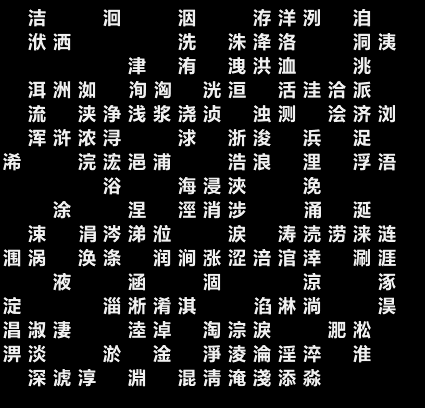 洁 洄 洇 洊 洋 洌 洎
洑 洒 洗 洙 洚 洛 洞 洟
津 洧 洩 洪 洫 洮
洱 洲 洳 洵 洶 洸 洹 活 洼 洽 派
流 浃 浄 浅 浆 浇 浈 浊 测 浍 济 浏
浑 浒 浓 浔 浗 浙 浚 浜 浞
浠 浣 浤 浥 浦 浩 浪 浬 浮 浯
浴 海 浸 浹 浼
涂 涅 涇 消 涉 涌 涎
涑 涓 涔 涕 涖 涙 涛 涜 涝 涞 涟
涠 涡 涣 涤 润 涧 涨 涩 涪 涫 涬 涮 涯
液 涵 涸 涼 涿
淀 淄 淅 淆 淇 淊 淋 淌 淏
淐 淑 淒 淕 淖 淘 淙 淚 淝 淞
淠 淡 淤 淦 淨 淩 淪 淫 淬 淮
深 淲 淳 淵 混 淸 淹 淺 添 淼